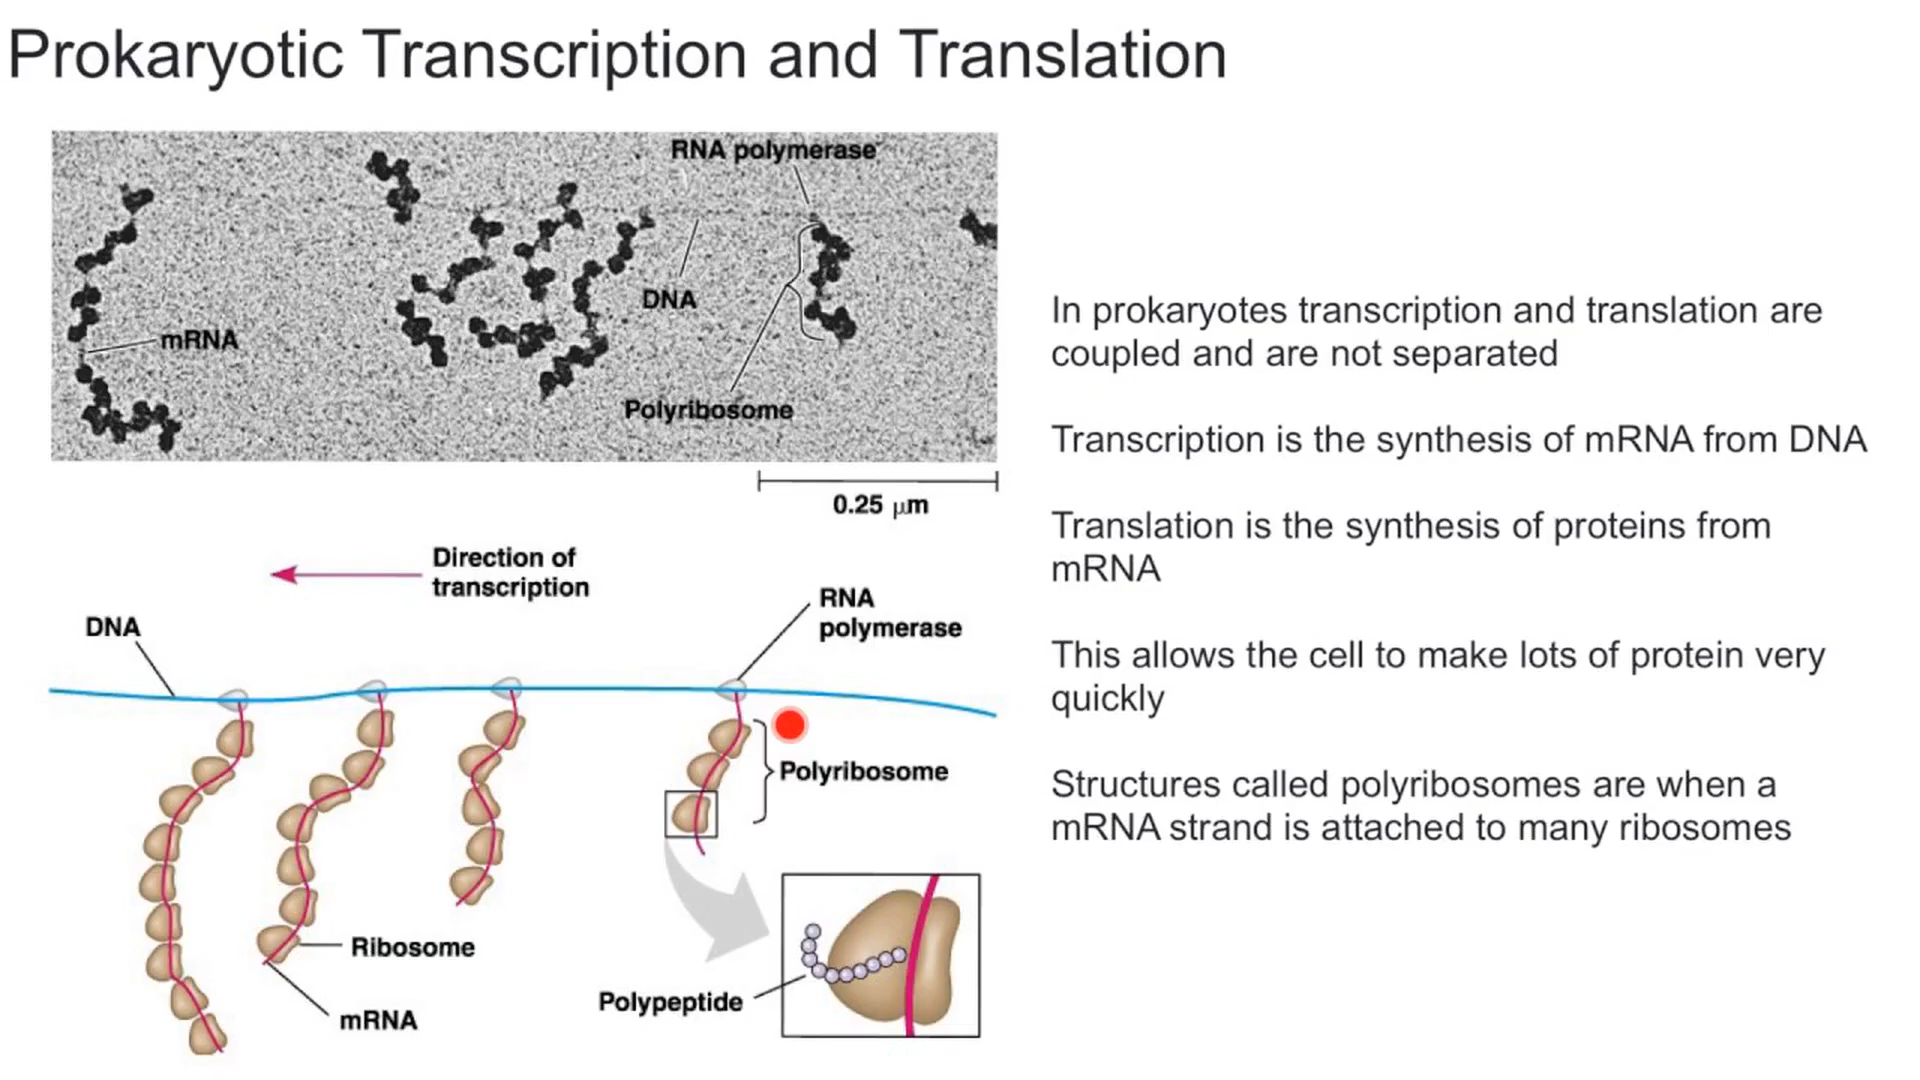 Prokaryotic Transcription and Translation
RNA polymerase
DNA
mRNA
Polyribosome
0.25 μm
Direction of
transcription
DNA
RNA
polymerase
Polyribosome
Ribosome
mRNA
Polypeptide
In prokaryotes transcription and translation are
coupled and are not separated
Transcription is the synthesis of mRNA from DNA
Translation is the synthesis of proteins from
mRNA
This allows the cell to make lots of protein very
quickly
Structures called polyribosomes are when a
mRNA strand is attached to many ribosomes